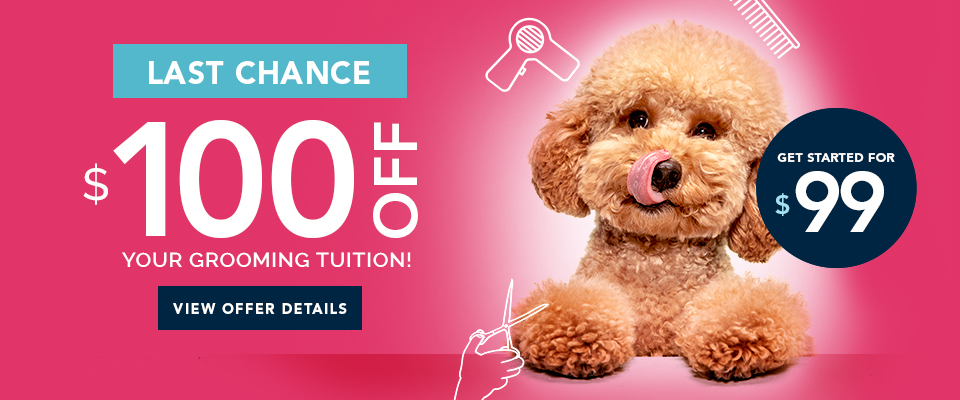 LAST CHANCE
$100 OFF
YOUR GROOMING TUITION!
VIEW OFFER DETAILS
GET STARTED FOR
$99